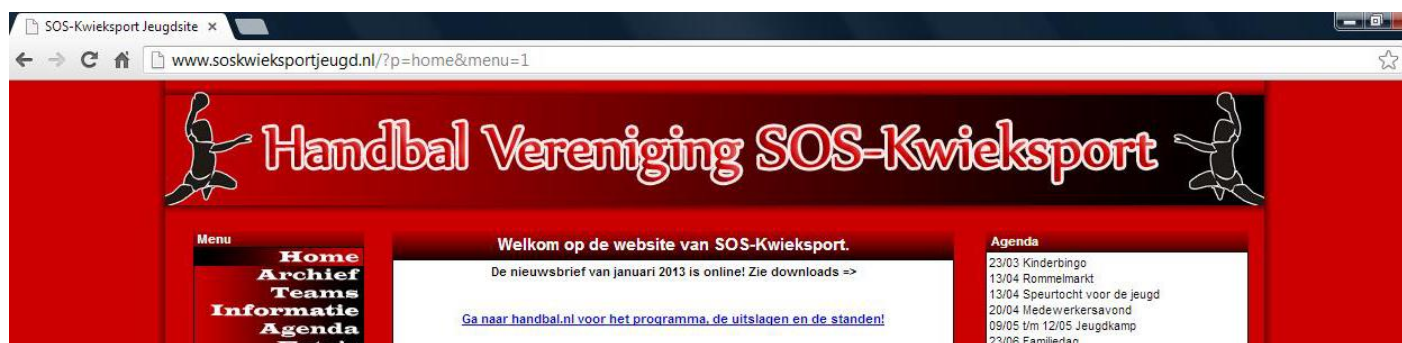 SOS-Kwieksport Jeugdsite
www.soskwieksportjeugd.nl/?p=home&menu=1
Handbal Vereniging SOS-Kwieksport
Menu
Home
Archief
Teams
Informatie
Agenda
Welkom op de website van SOS-Kwieksport.
De nieuwsbrief van januari 2013 is online! Zie downloads =>
Ga naar handbal.nl voor het programma, de uitslagen en de standen!
Agenda
23/03 Kinderbingo
13/04 Rommelmarkt
13/04 Speurtocht voor de jeugd
20/04 Medewerkersavond
09/05 t/m 12/05 Jeugdkamp
23/06 Familiedag